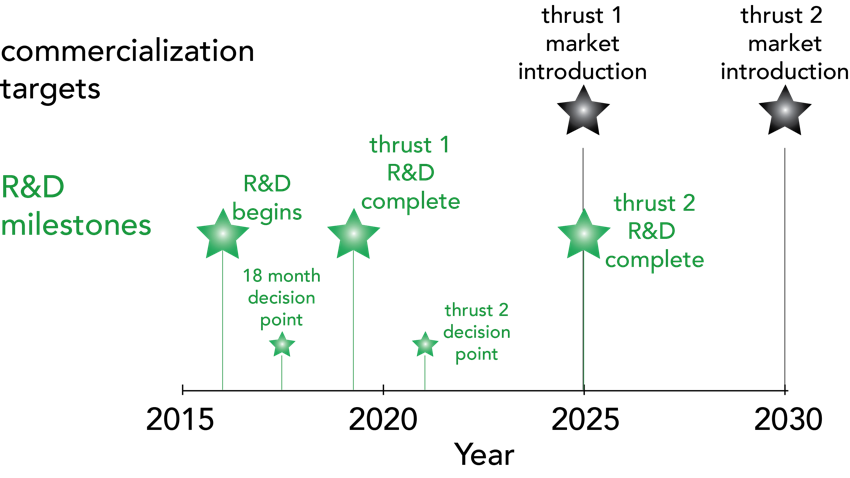 commercialization
targets
thrust 1
market
introduction
thrust 2
market
introduction
R&D
milestones
R&D
begins
thrust 1
R&D
complete
thrust 2
R&D
complete
18 month
decision
point
thrust 2
decision
point
2015
2020
2025
2030
Year